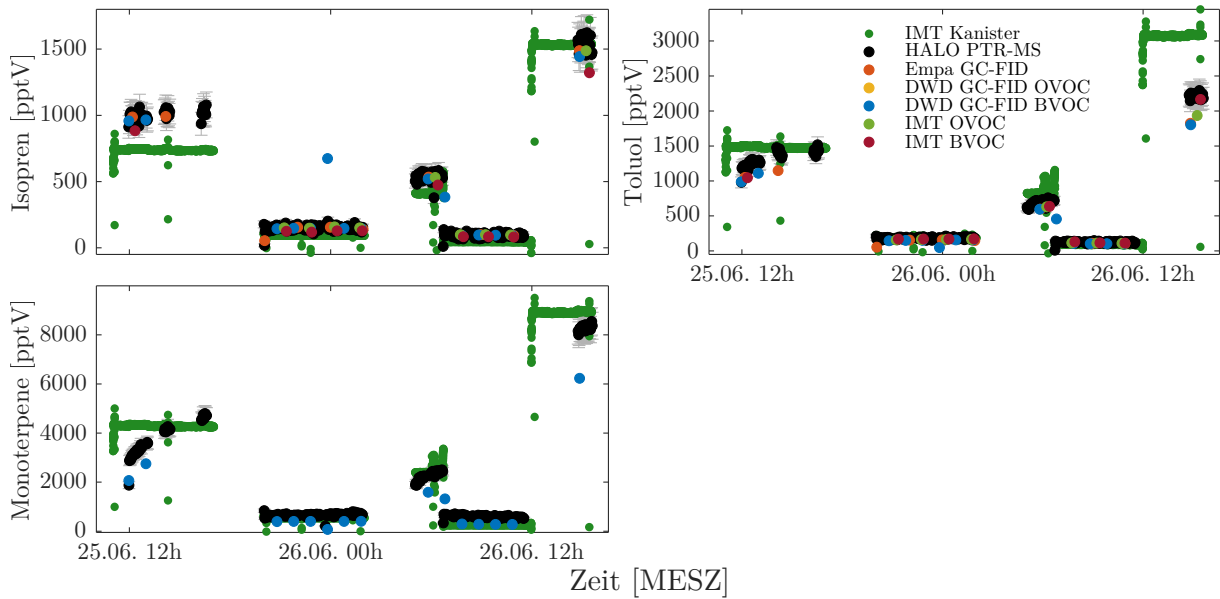 Isopren [pptV]
1500
1000
500
0
Toluol [pptV]
3000
2500
2000
1500
1000
500
0
IMT Kanister
HALO PTR-MS
Empa GC-FID
DWD GC-FID OVOC
DWD GC-FID BVOC
IMT OVOC
IMT BVOC
25.06. 12h
26.06. 00h
26.06. 12h
Monoterpene [pptV]
8000
6000
4000
2000
0
25.06. 12h
26.06. 00h
26.06. 12h
Zeit [MESZ]